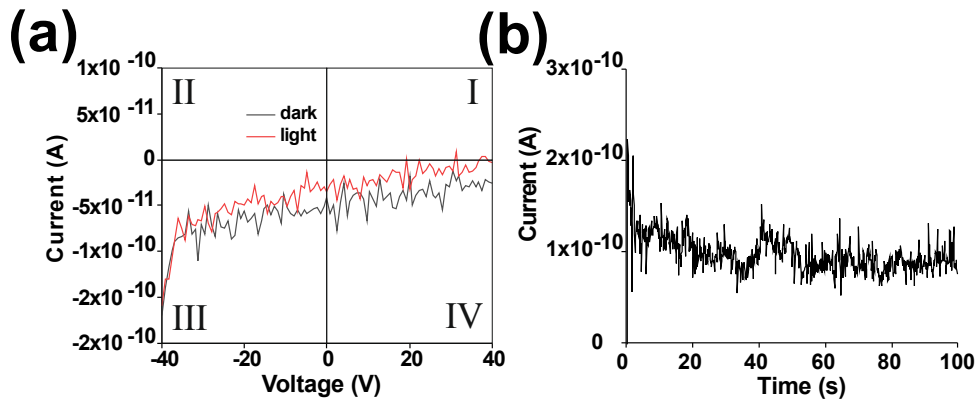 (a)
1x10 -10
5x10 -11
0
-5x10 -11
-1x10 -10
-2x10 -10
-2x10 -10
Current (A)
II
I
III
IV
dark
light
-40
-20
0
20
40
Voltage (V)
(b)
3x10 -10
2x10 -10
1x10 -10
0
Current (A)
0
20
40
60
80
100
Time (s)